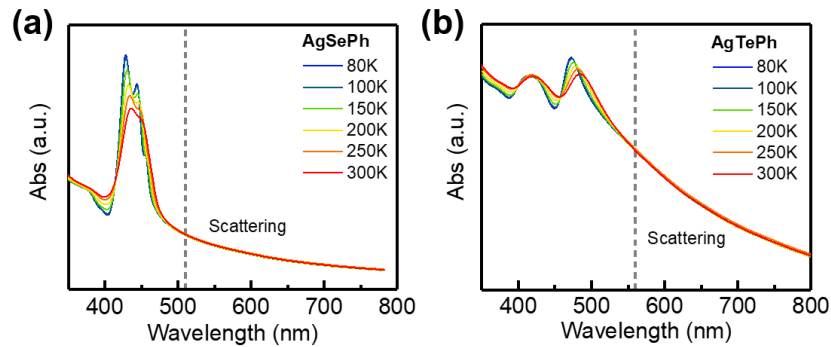 (a)
AgSePh
80K
100K
150K
200K
250K
300K
Scattering
Abs (a.u.)
400 500 600 700 800
Wavelength (nm)
(b)
AgTePh
80K
100K
150K
200K
250K
300K
Scattering
Abs (a.u.)
400 500 600 700 800
Wavelength (nm)